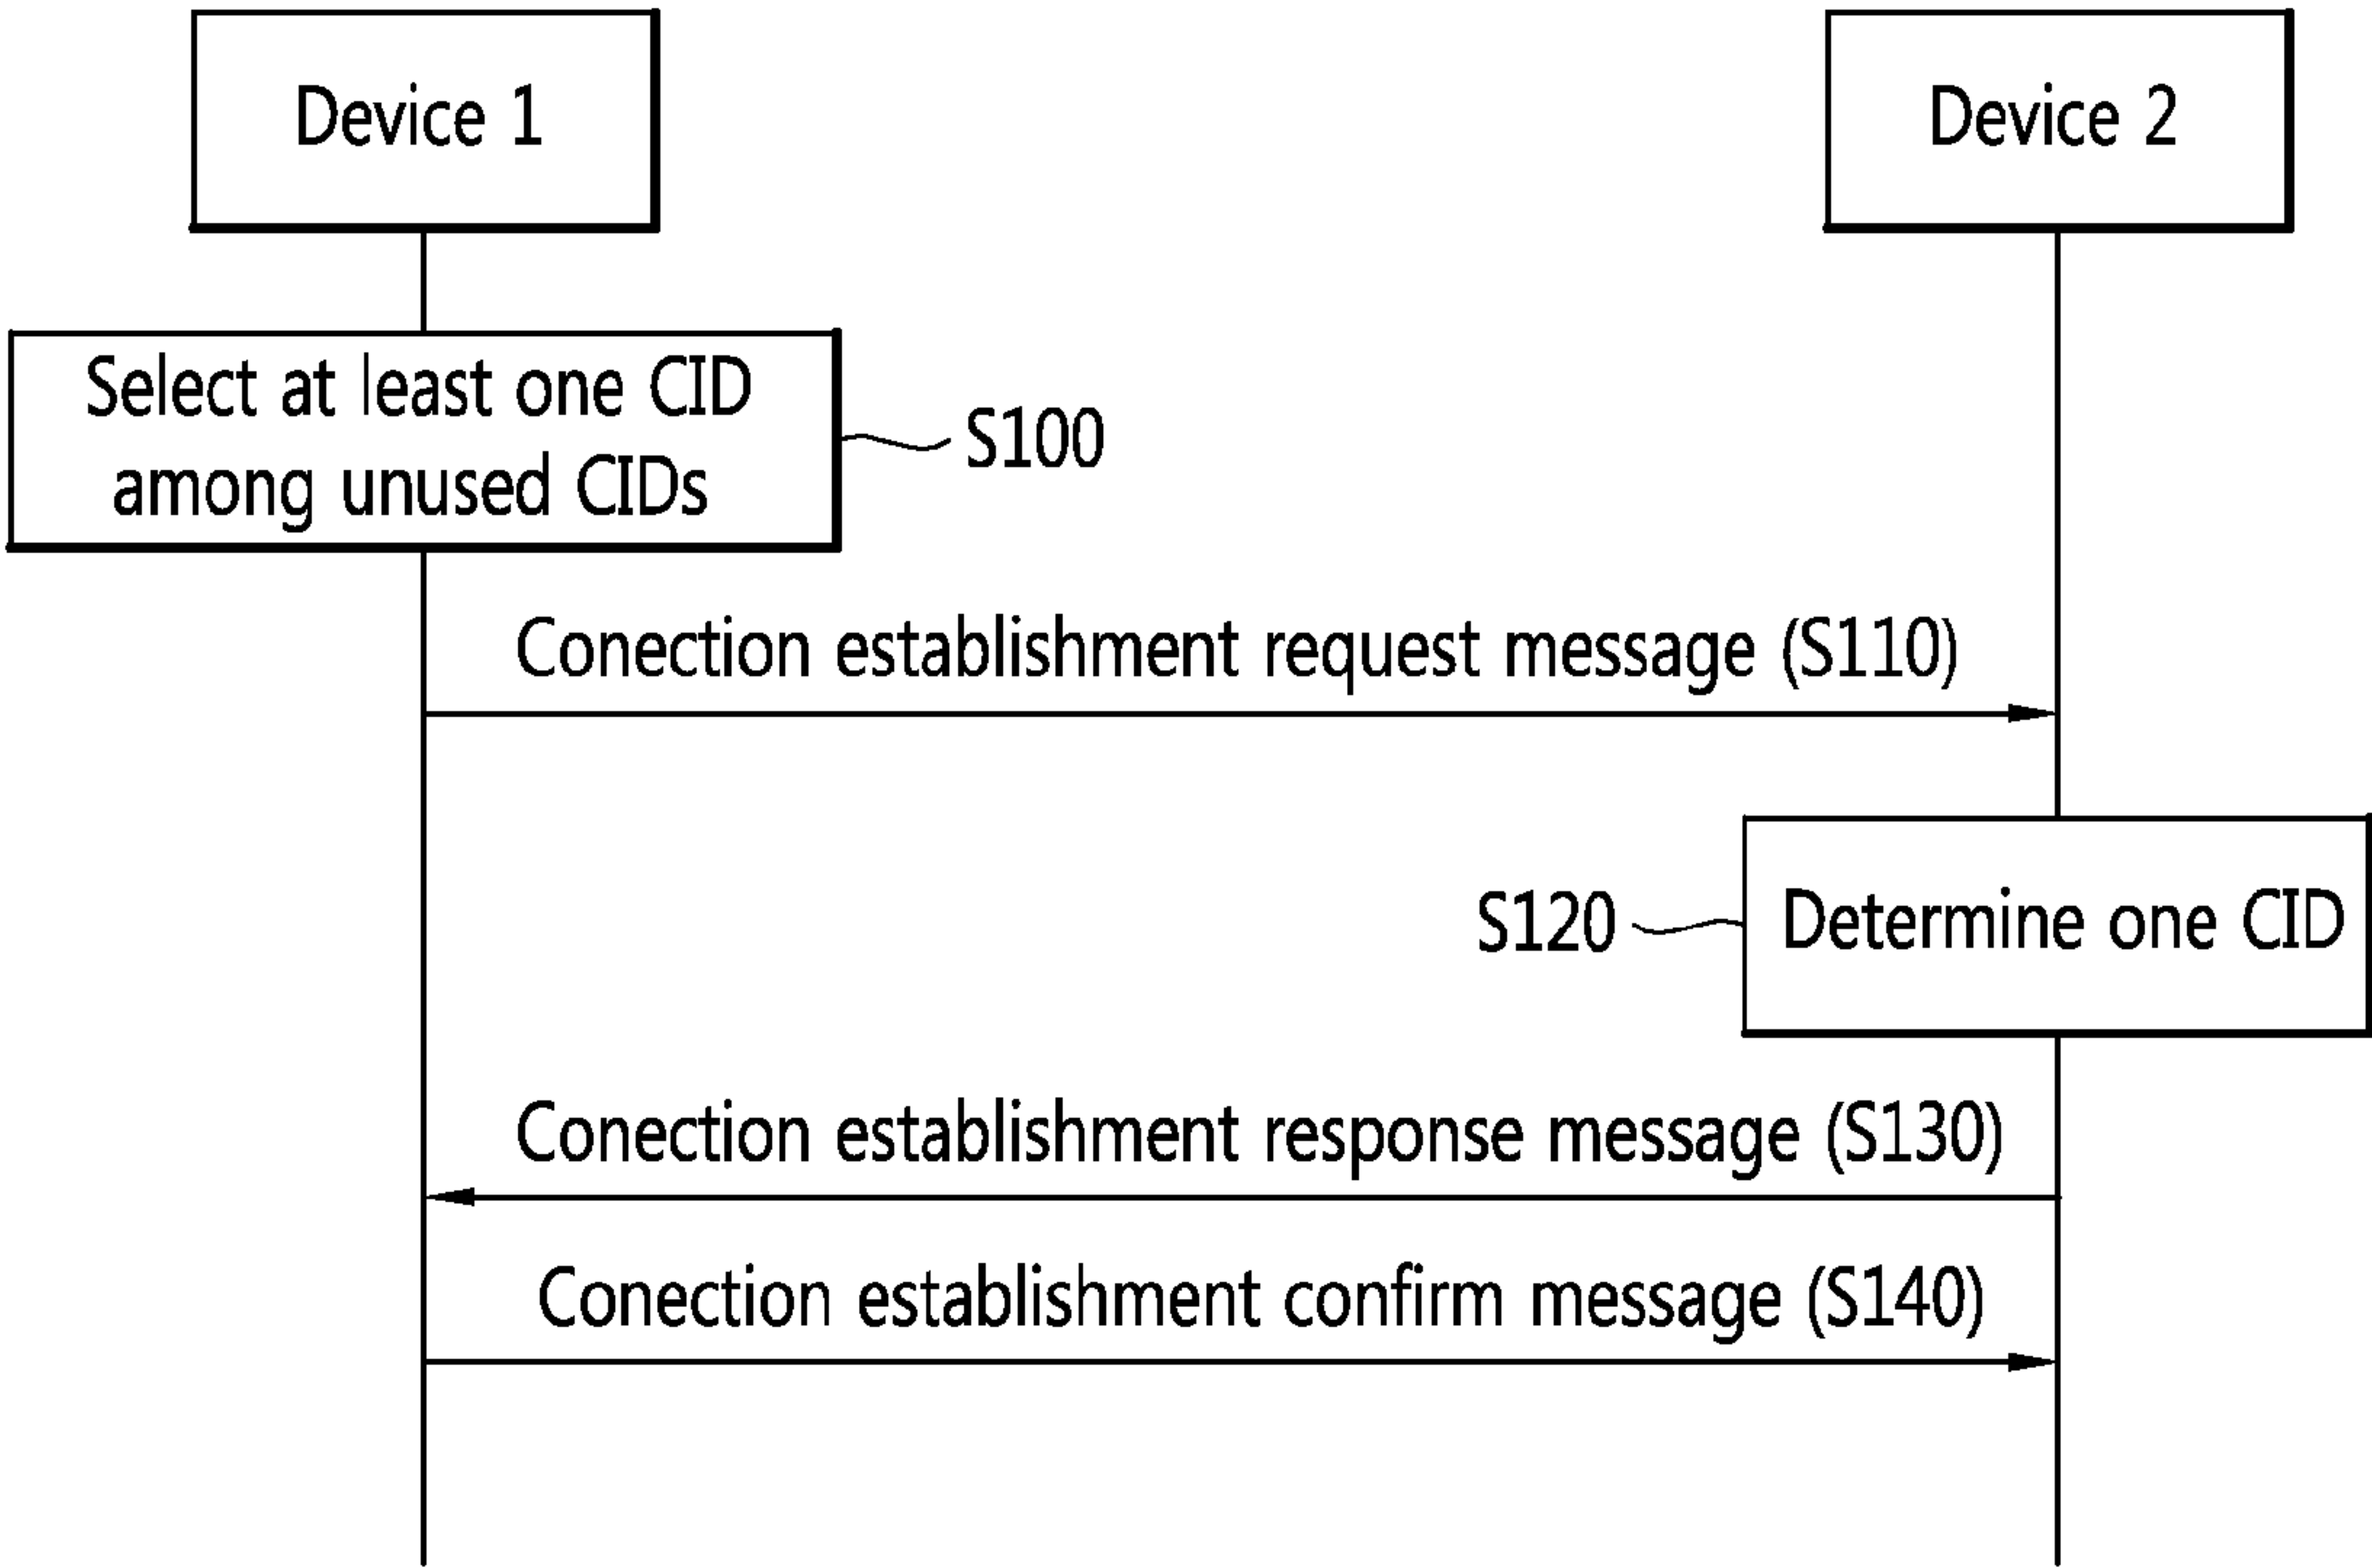 Device 1
Device 2
Select at least one CID
among unused CIDs
S100
Conection establishment request message (S110)
S120
Determine one CID
Conection establishment response message (S130)
Conection establishment confirm message (S140)